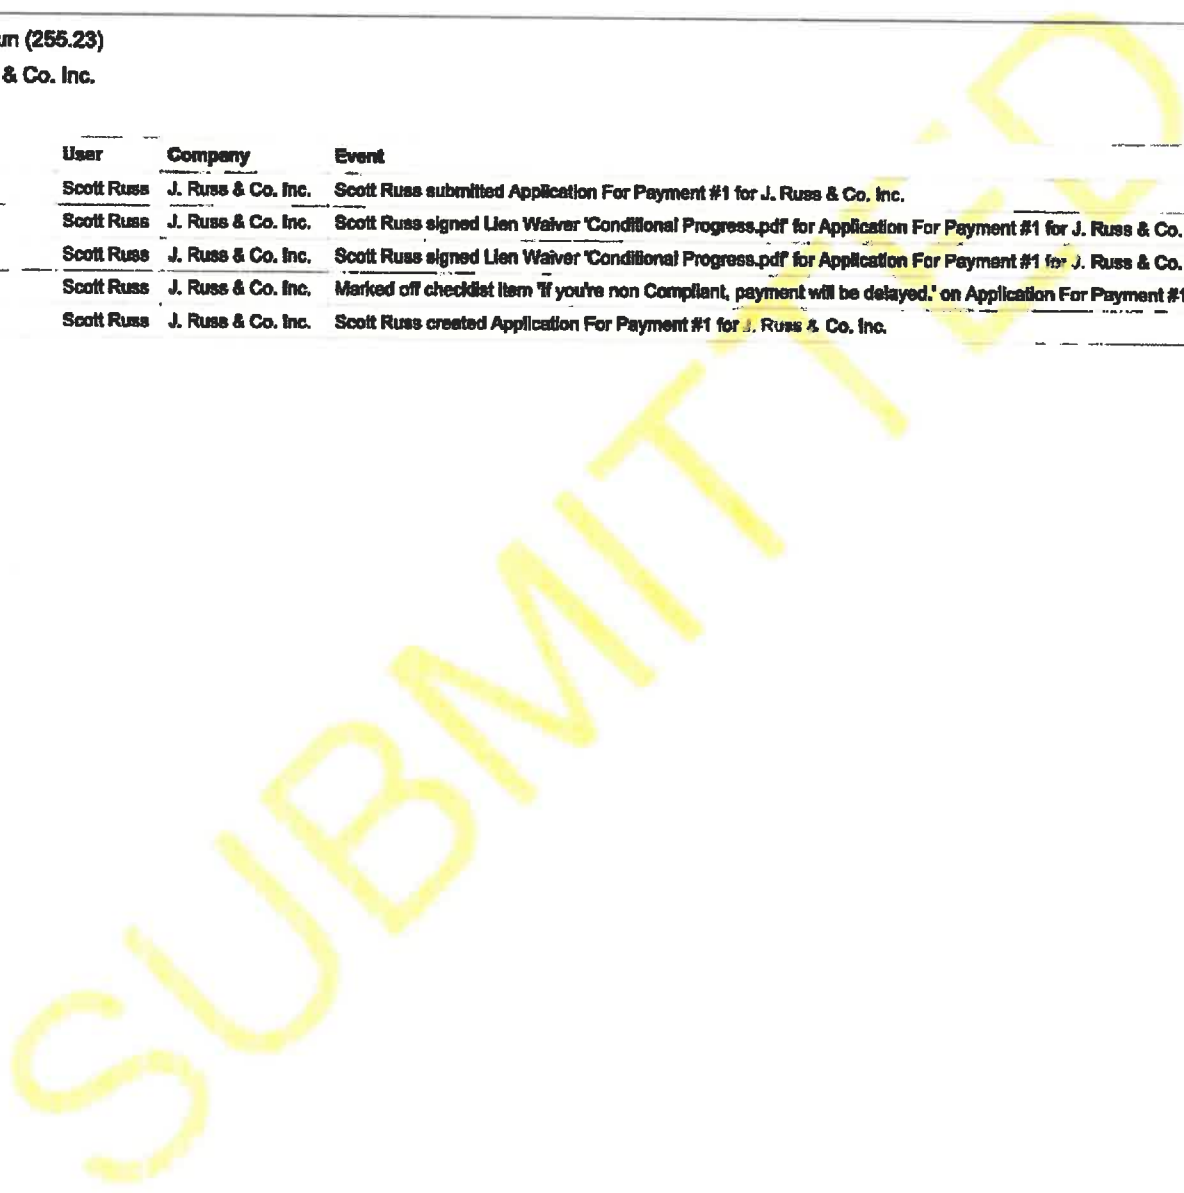 un (255.23)
& Co. Inc.
User Company Event
Scott Russ J. Russ & Co. Inc. Scott Russ submitted Application For Payment #1 for J. Russ & Co. Inc.
Scott Russ J. Russ & Co. Inc. Scott Russ signed Lien Waiver 'Conditional Progress.pdf' for Application For Payment #1 for J. Russ & Co.
Scott Russ J. Russ & Co. Inc. Scott Russ signed Lien Waiver 'Conditional Progress.pdf' for Application For Payment #1 for J. Russ & Co.
Scott Russ J. Russ & Co. Inc. Marked off checklist item 'If you're non Compliant, payment will be delayed.' on Application For Payment #1
Scott Russ J. Russ & Co. Inc. Scott Russ created Application For Payment #1 for J. Russ & Co. Inc.
SUBMITTED